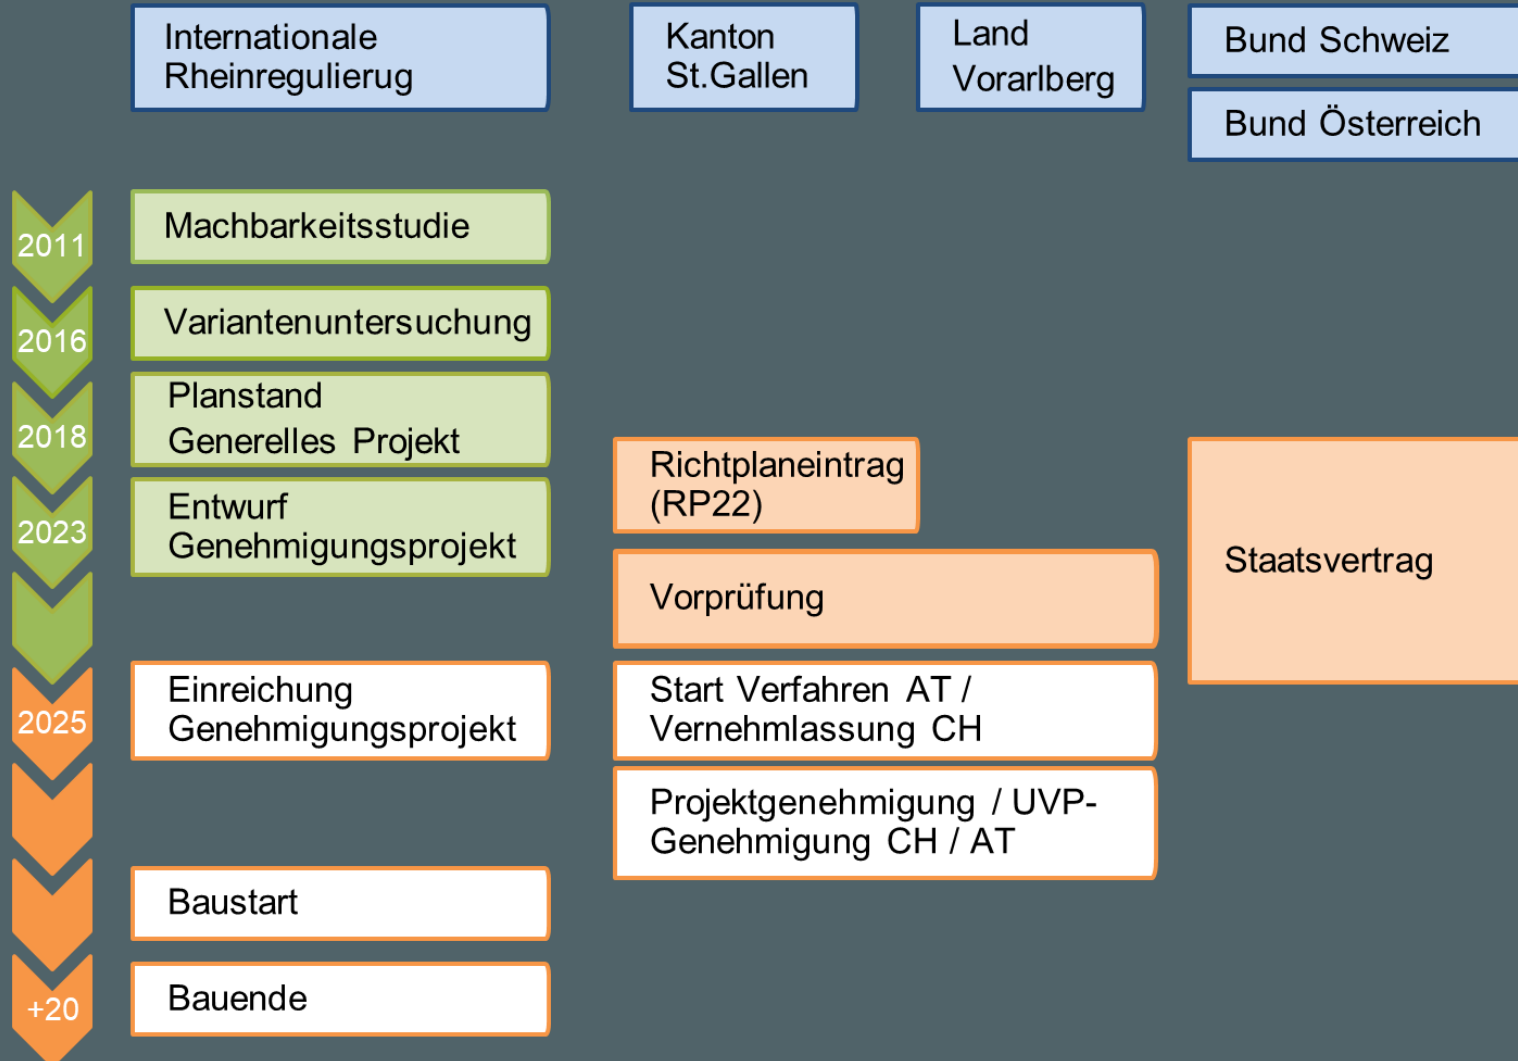 Internationale
Rheinregulierug
Kanton
St.Gallen
Land
Vorarlberg
Bund Schweiz
Bund Österreich
2011
Machbarkeitsstudie
2016
Variantenuntersuchung
2018
Planstand
Generelles Projekt
2023
Entwurf
Genehmigungsprojekt
Richtplaneintrag
(RP22)
Vorprüfung
Staatsvertrag
2025
Einreichung
Genehmigungsprojekt
Start Verfahren AT /
Vernehmlassung CH
Projektgenehmigung / UVP-
Genehmigung CH / AT
Baustart
+20
Bauende